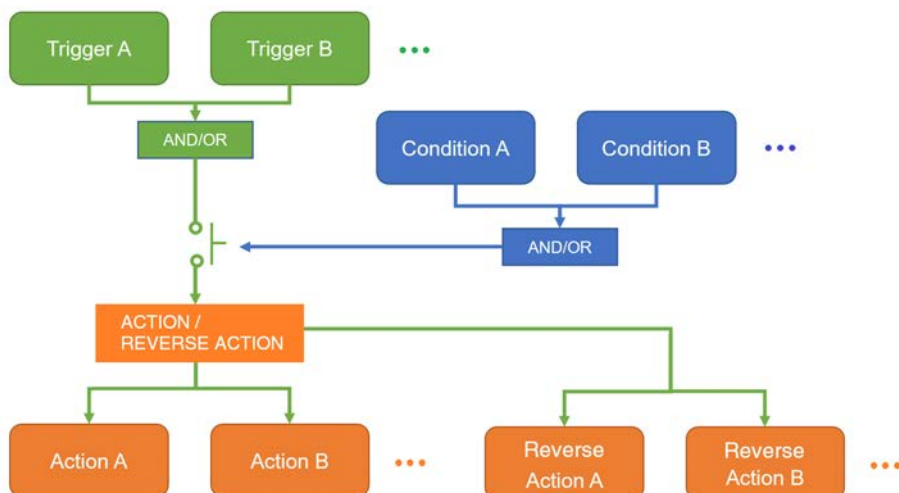 Trigger A
Trigger B
AND/OR
Condition A
Condition B
AND/OR
ACTION /
REVERSE ACTION
Action A
Action B
Reverse
Action A
Reverse
Action B